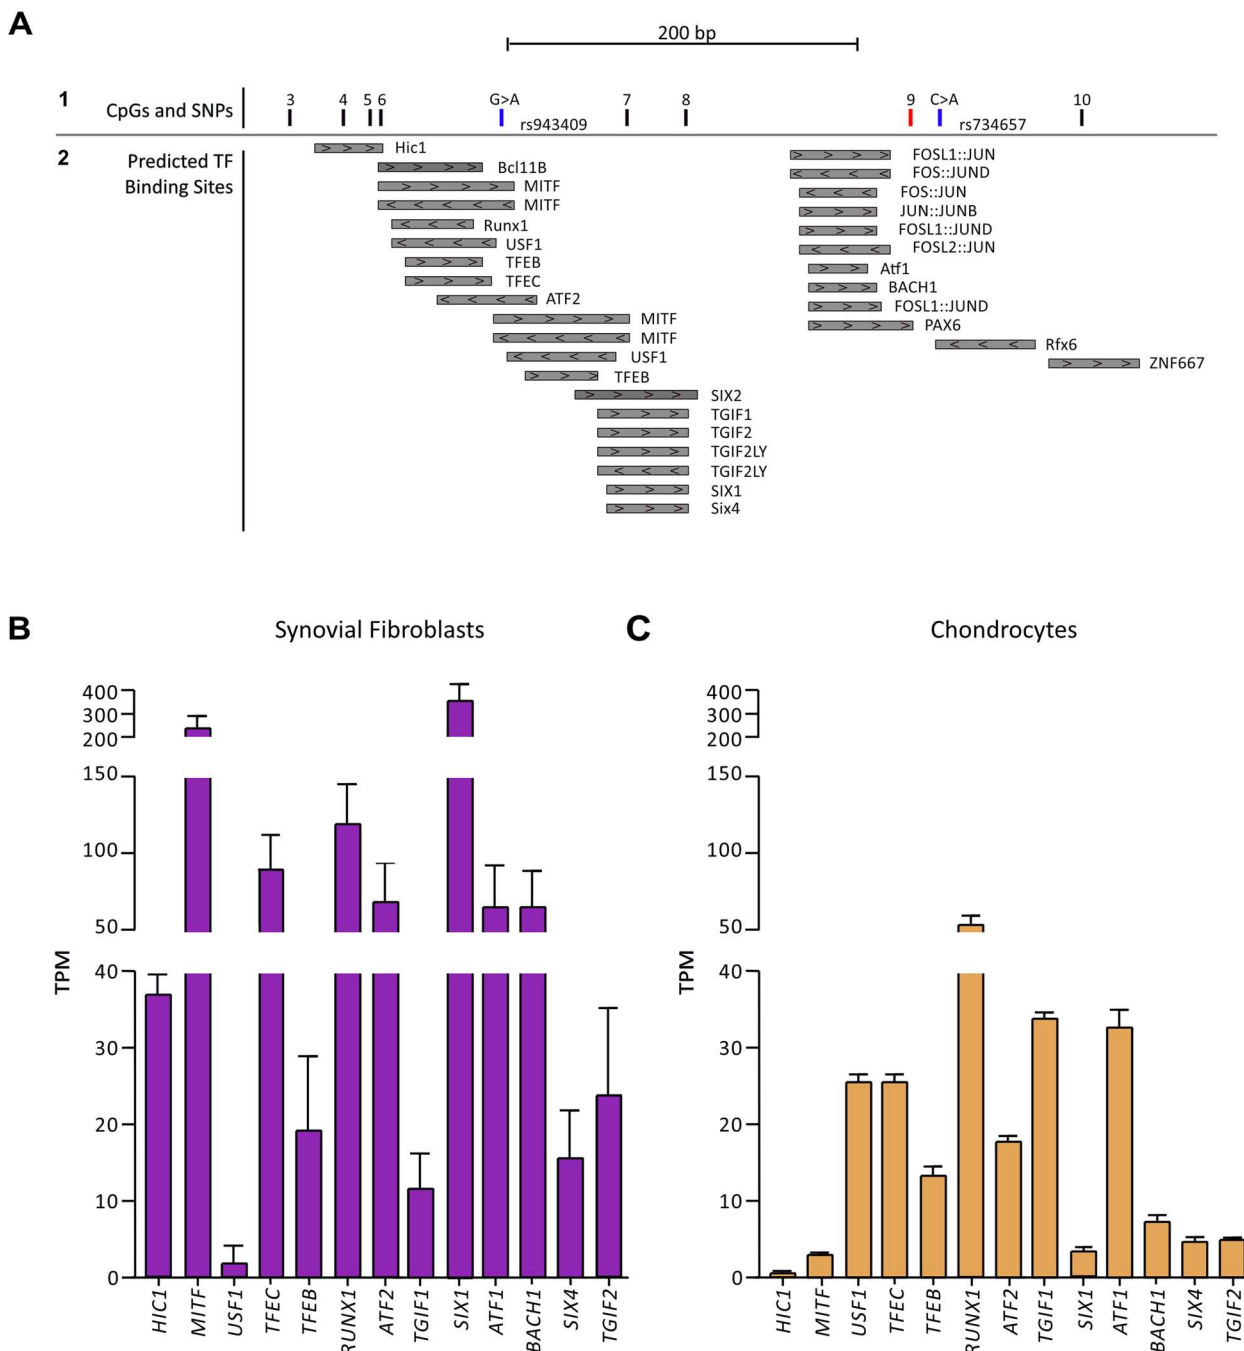 A
200 bp
1 CpGs and SNPs 3 4 5 6 G>A rs943409 7 8 9 C>A rs734657 10
2 Predicted TF
Binding Sites
Hic1
Bcl11B
MITF
MITF
Runx1
USF1
TFEB
TFEC
ATF2
MITF
MITF
USF1
TFEB
SIX2
TGIF1
TGIF2
TGIF2LY
TGIF2LY
SIX1
Six4
FOSL1::JUN
FOS::JUND
FOS::JUN
JUN::JUNB
FOSL1::JUND
FOSL2::JUN
Atf1
BACH1
FOSL1::JUND
PAX6
Rfx6
ZNF667
B Synovial Fibroblasts
400
300
200
150
100
50
40
30
20
10
0
TPM
HIC1 MITF USF1 TFEC TFEB RUNX1 ATF2 TGIF1 SIX1 ATF1 BACH1 SIX4 TGIF2
C Chondrocytes
400
300
200
150
100
50
40
30
20
10
0
TPM
HIC1 MITF USF1 TFEC TFEB RUNX1 ATF2 TGIF1 SIX1 ATF1 BACH1 SIX4 TGIF2